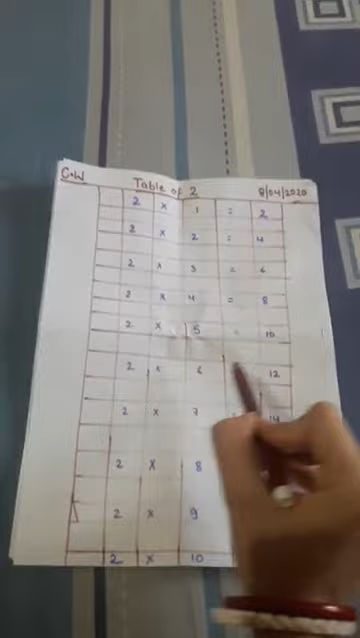 C.W Table of 2 8/04/2020
2 x 1 = 2
2 x 2 = 4
2 x 3 = 6
2 x 4 = 8
2 x 5 = 10
2 x 6 12
2 x 7 14
2 x 8
2 x 9
2 x 10